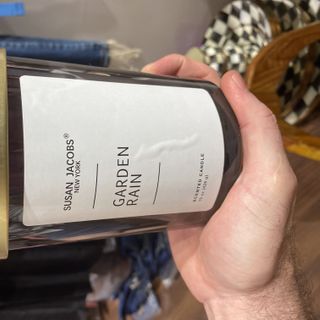 SUSAN JACOBS®
NEW YORK
GARDEN
RAIN
SCENTED CANDLE